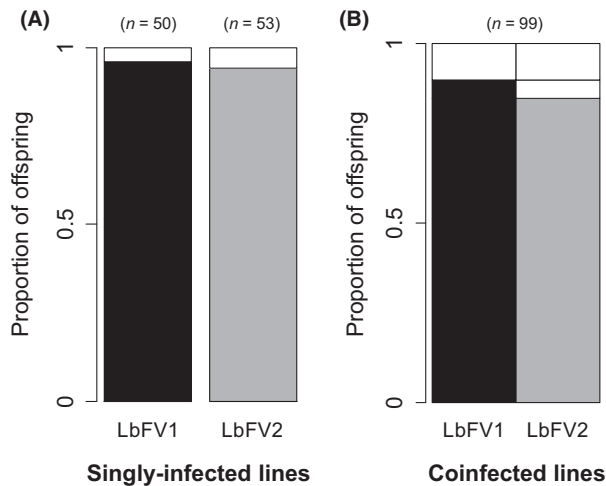 (A)
(n = 50)
(n = 53)
Proportion of offspring
1
0.5
0
LbFV1
LbFV2
Singly-infected lines
(B)
(n = 99)
Proportion of offspring
1
0.5
0
LbFV1
LbFV2
Coinfected lines